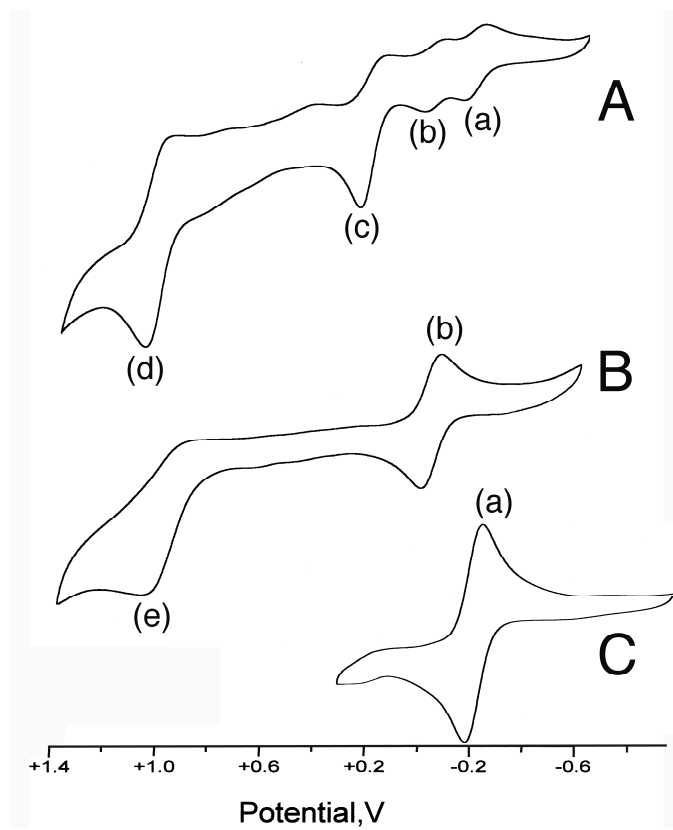 A
(b) (a)
(c)
(d)
(b)
B
(a)
(e)
C
+1.4 +1.0 +0.6 +0.2 -0.2 -0.6
Potential,V